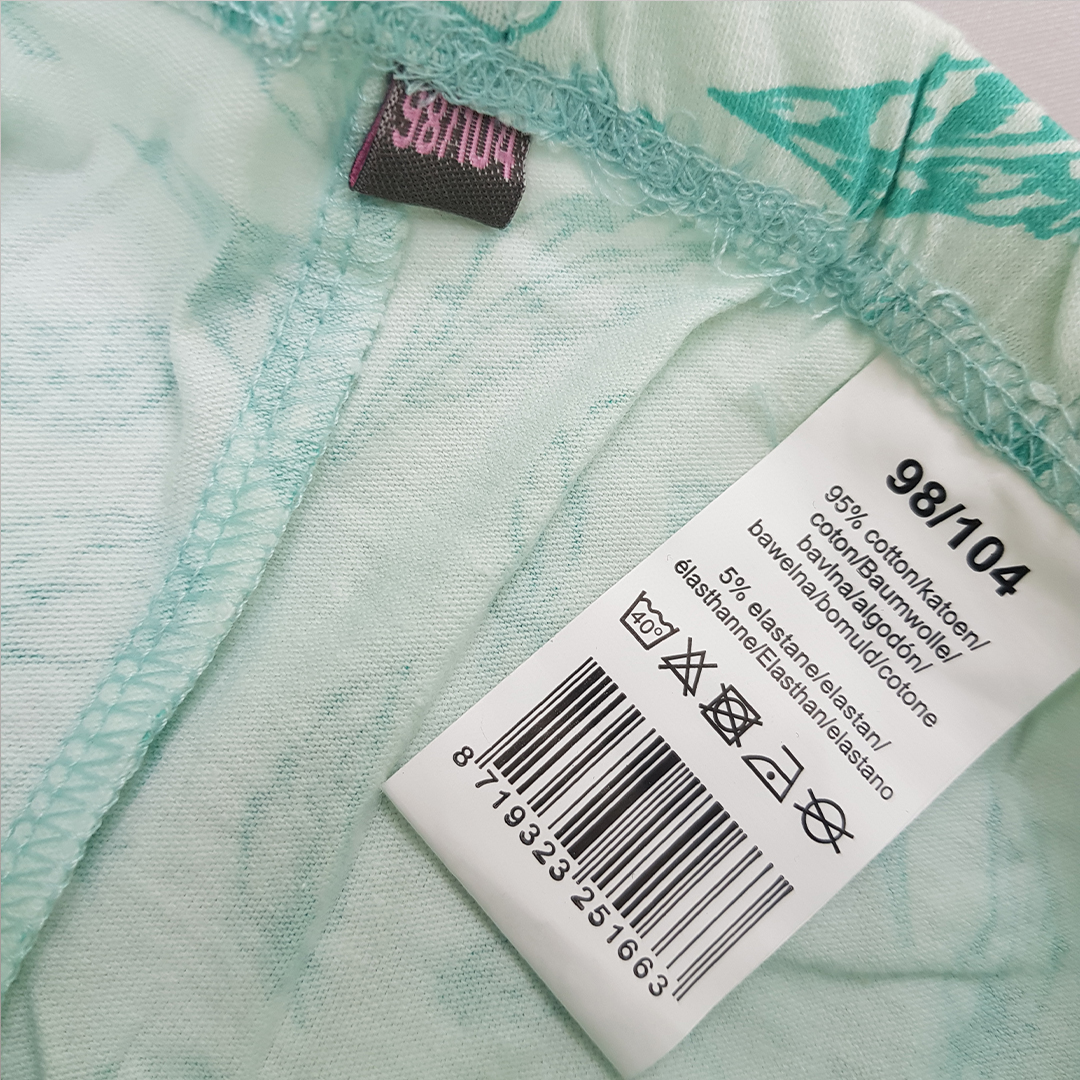 98/104
98/104
95% cotton/katoen/
coton/Baumwolle/
bavlna/algodón/
bawelna/bomuld/cotone
5% elastane/elastan/
élasthanne/Elasthan/elastano
40°
8 719323 251663